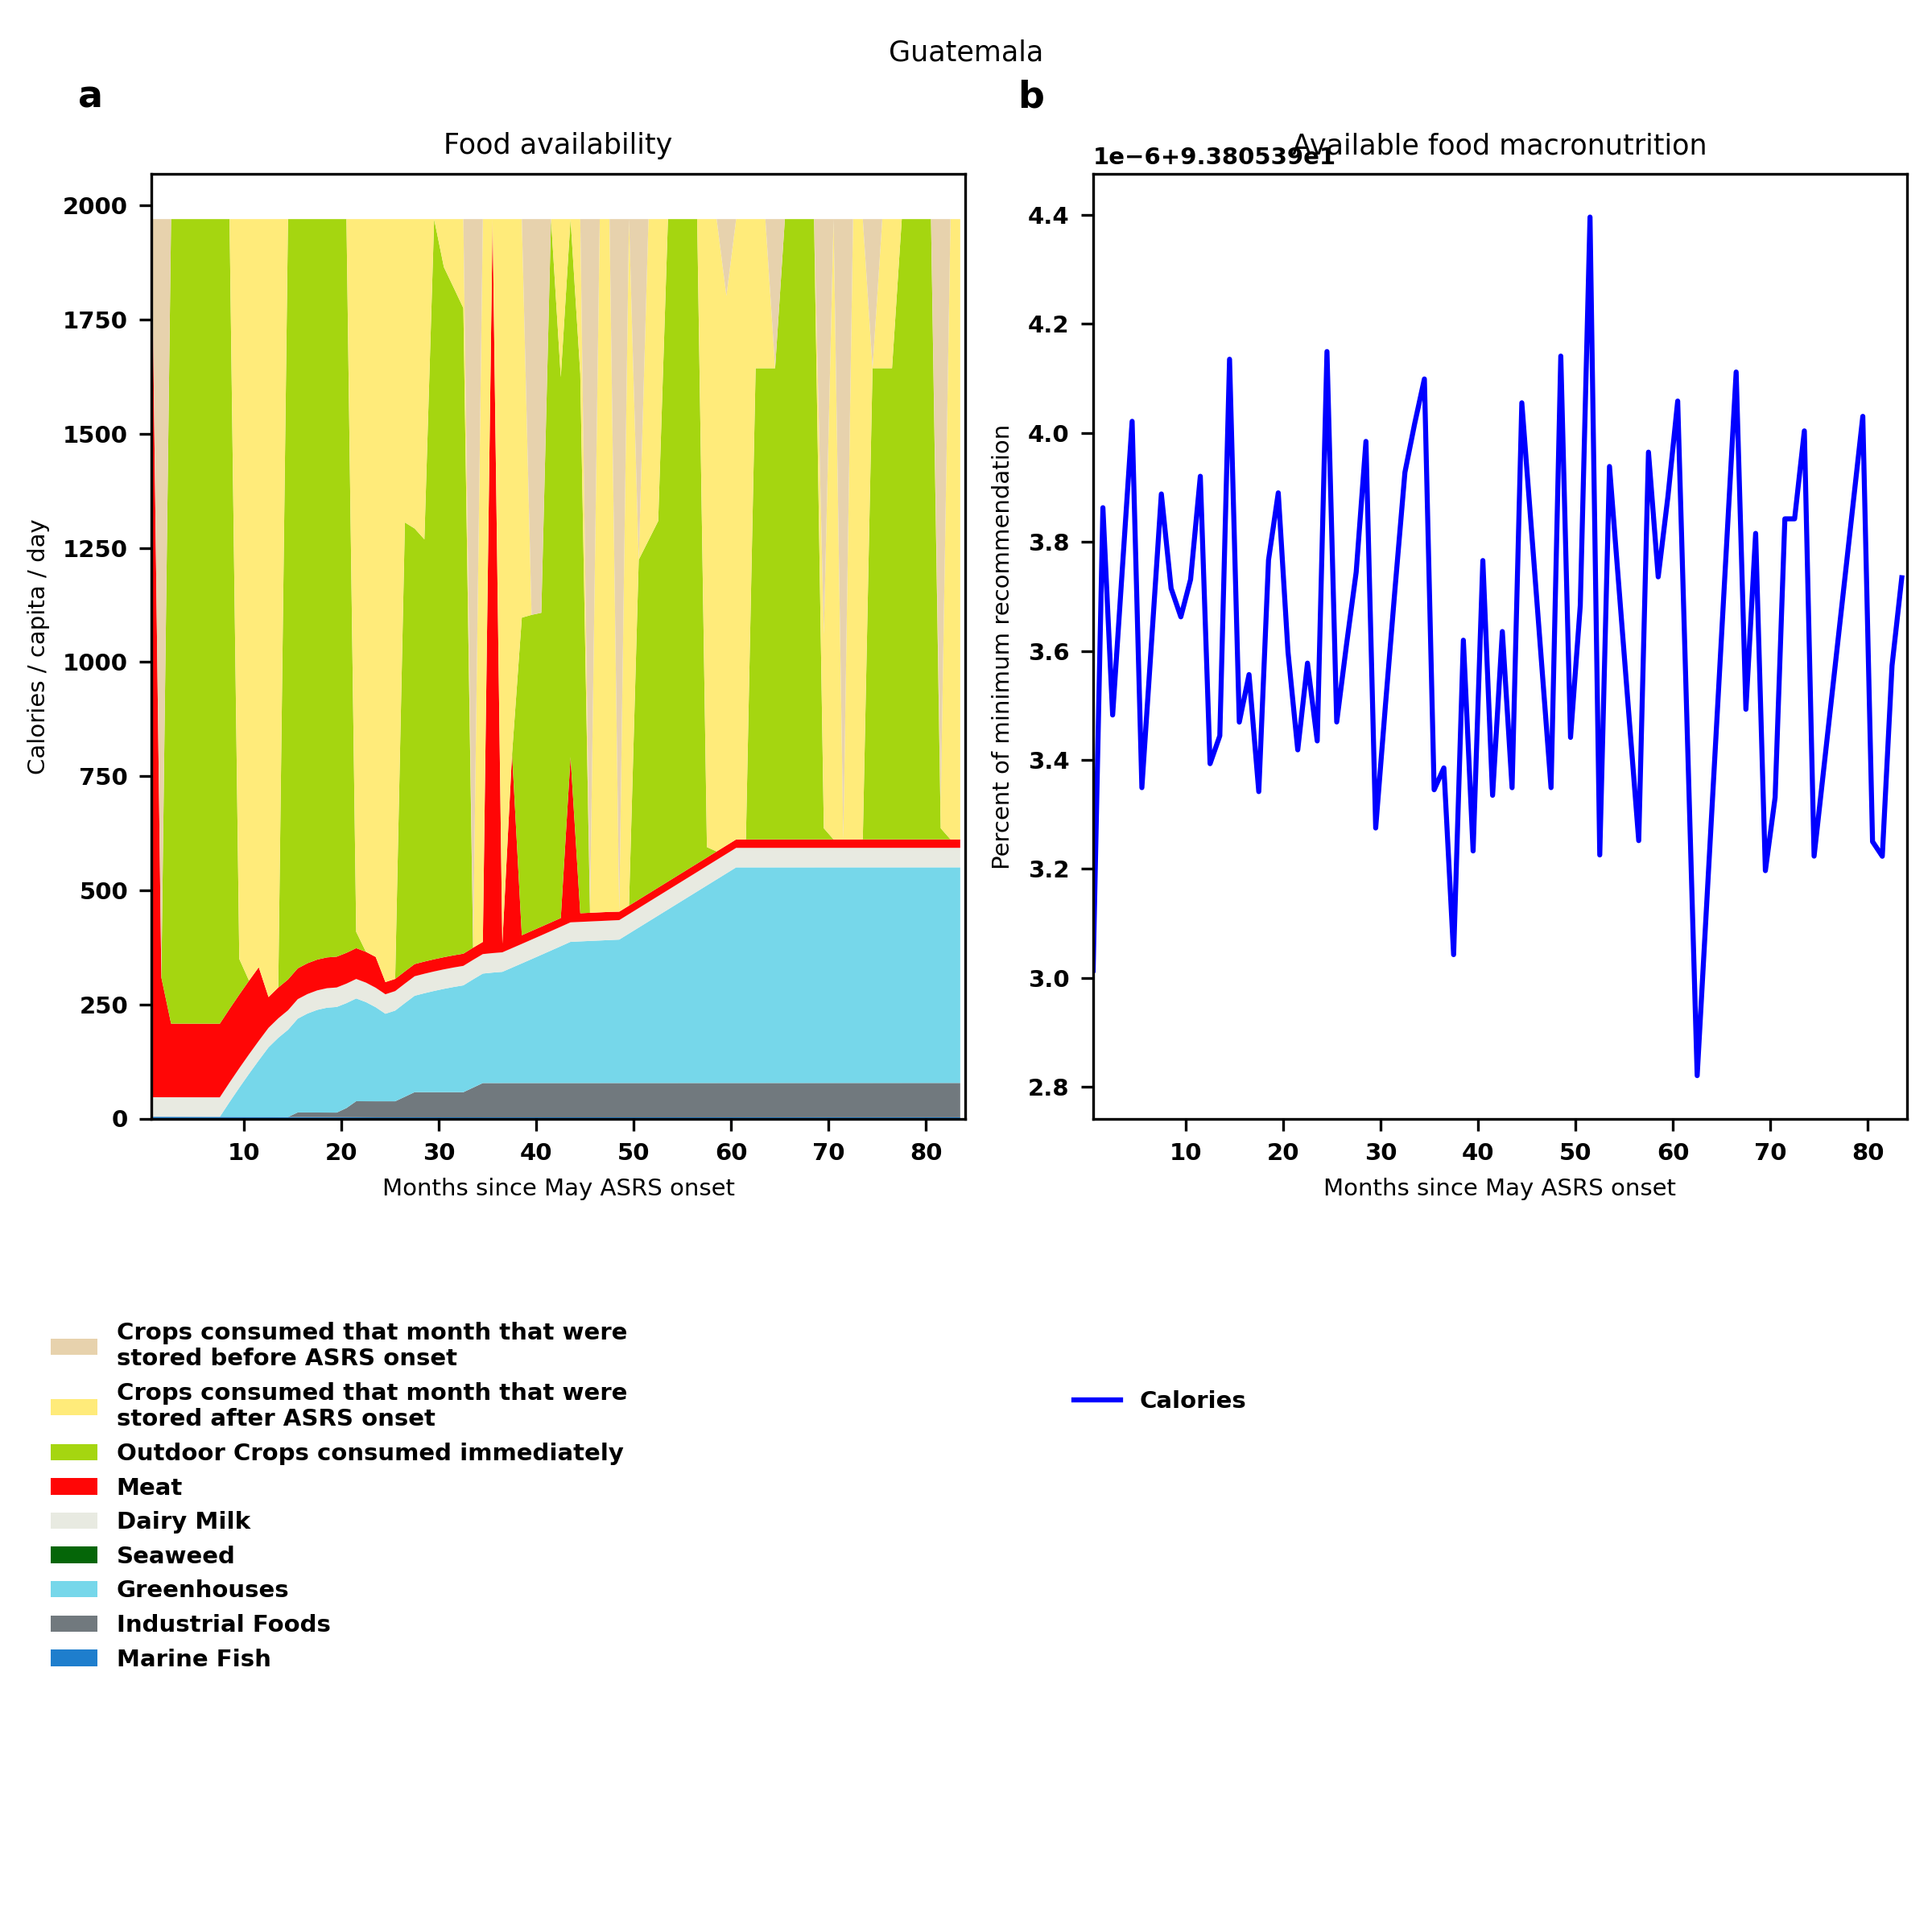 Guatemala
a
b
Food availability
Available food macronutrition
1e−6+9.380539e1
Calories / capita / day
2000
1750
1500
1250
1000
750
500
250
0
10 20 30 40 50 60 70 80
Months since May ASRS onset
Percent of minimum recommendation
4.4
4.2
4.0
3.8
3.6
3.4
3.2
3.0
2.8
10 20 30 40 50 60 70 80
Months since May ASRS onset
Crops consumed that month that were
stored before ASRS onset
Crops consumed that month that were
stored after ASRS onset
Outdoor Crops consumed immediately
Meat
Dairy Milk
Seaweed
Greenhouses
Industrial Foods
Marine Fish
Calories